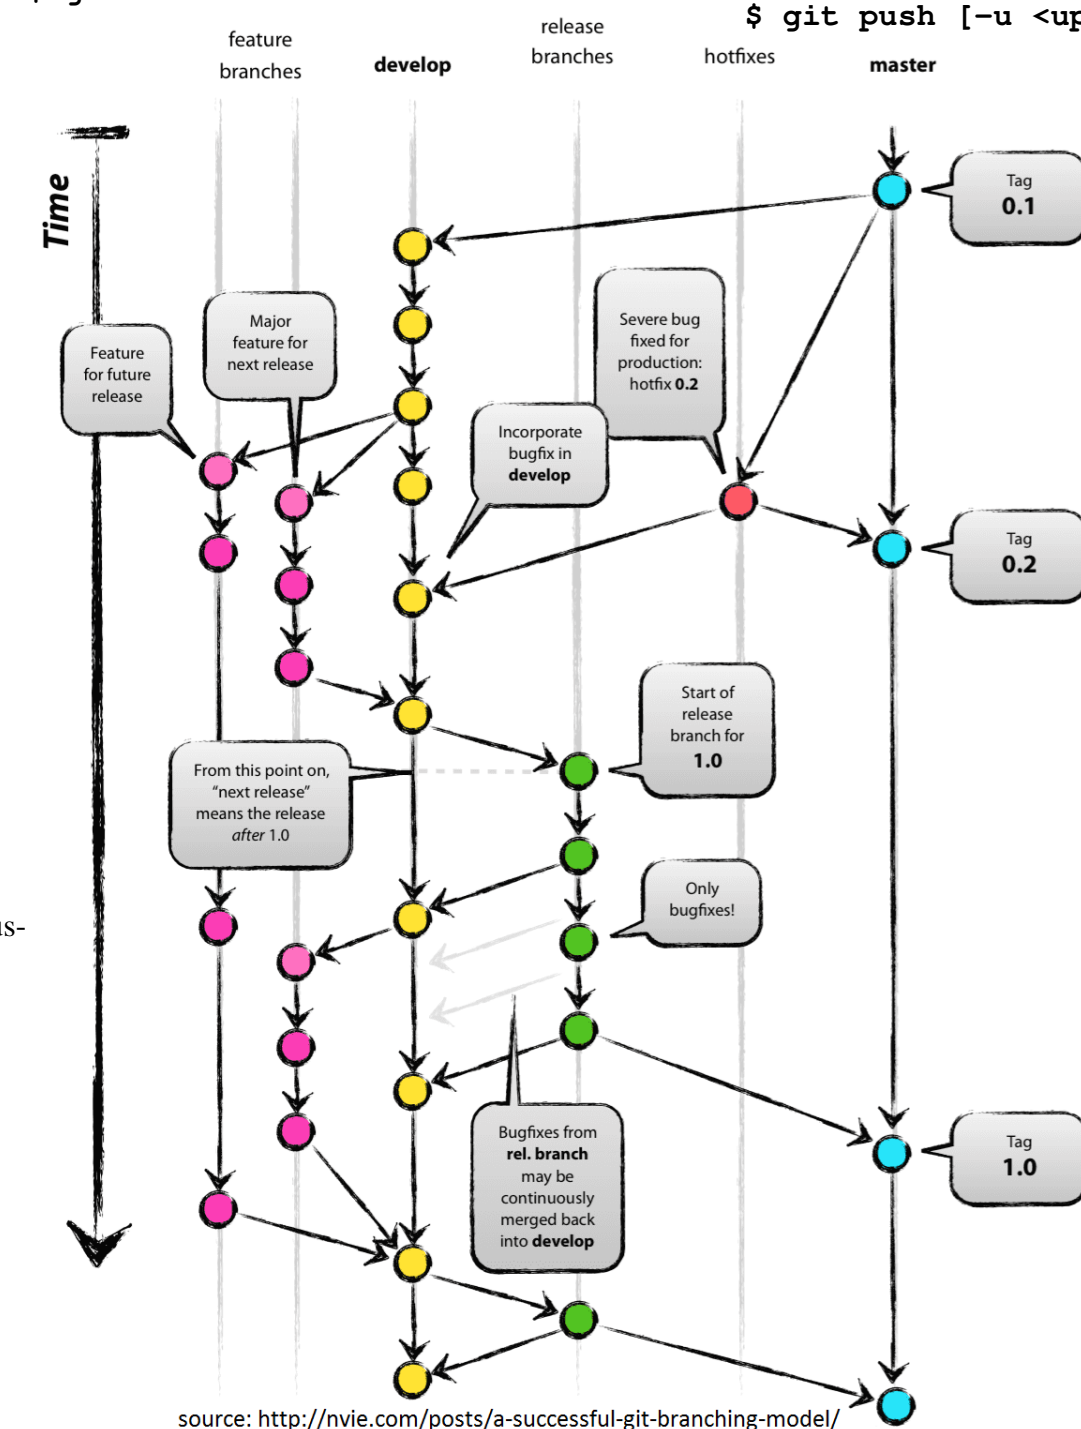 $ git push [-u <up
feature
branches
develop
release
branches
hotfixes
master
Time
Tag
0.1
Major
feature for
next release
Feature
for future
release
Severe bug
fixed for
production:
hotfix 0.2
Incorporate
bugfix in
develop
Tag
0.2
Start of
release
branch for
1.0
From this point on,
“next release”
means the release
after 1.0
Only
bugfixes!
us-
Bugfixes from
rel. branch
may be
continuously
merged back
into develop
Tag
1.0
source: http://nvie.com/posts/a-successful-git-branching-model/